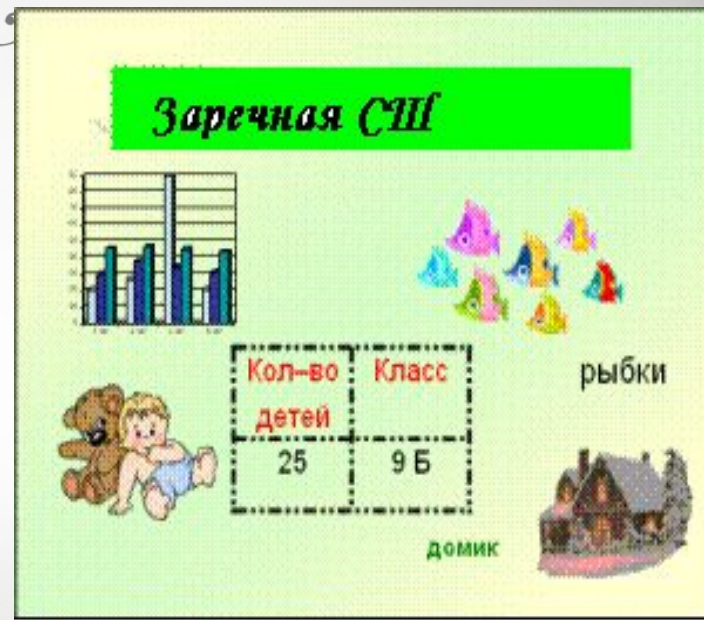 Заречная СШ
Кол-во детей
Класс
25
9 Б
рыбки
домик